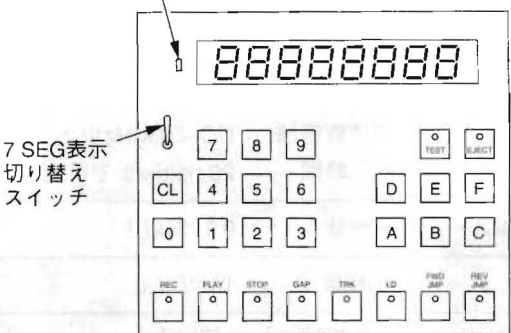 88888888
7 SEG表示
切り替え
スイッチ
7 8 9
TEST EJECT
CL 4 5 6 D E F
0 1 2 3 A B C
REC PLAY STOP GAP TRK LD FWD JMP REV JMP